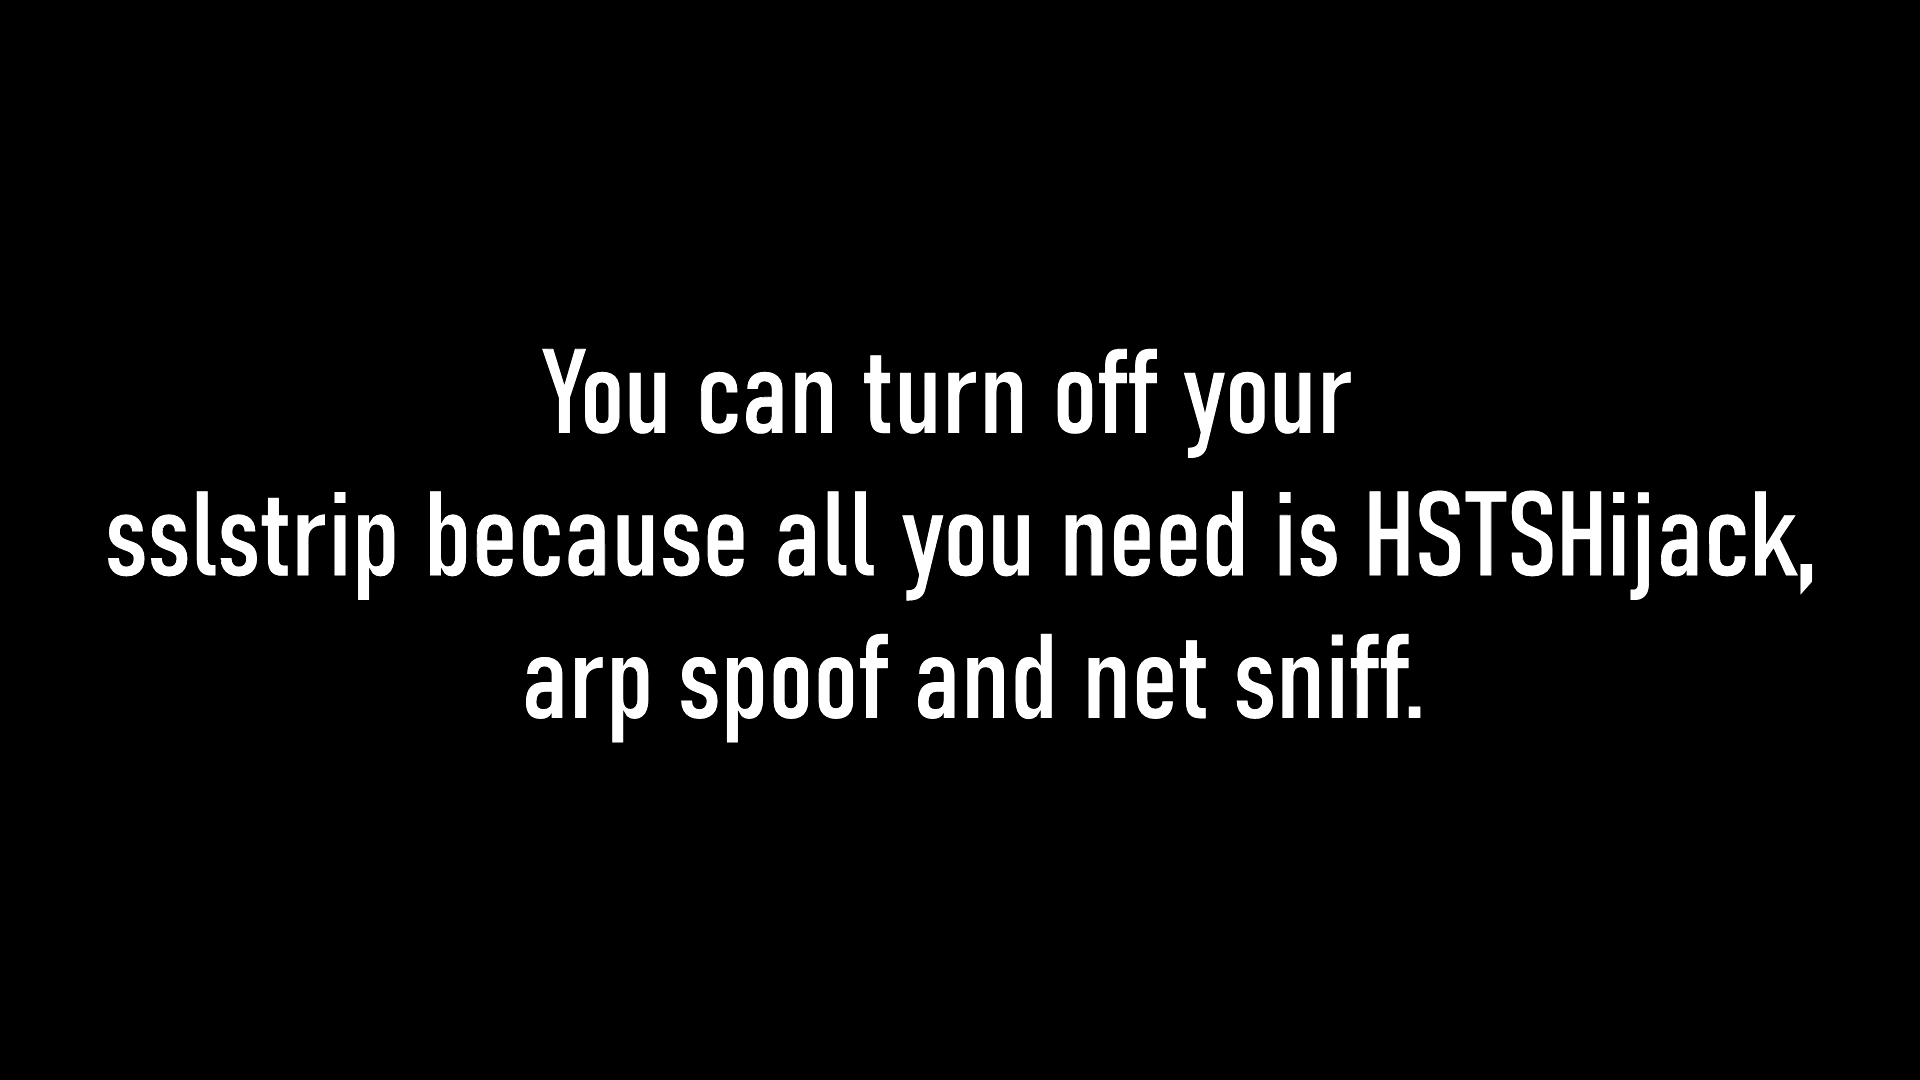 You can turn off your
sslstrip because all you need is HSTSHijack,
arp spoof and net sniff.